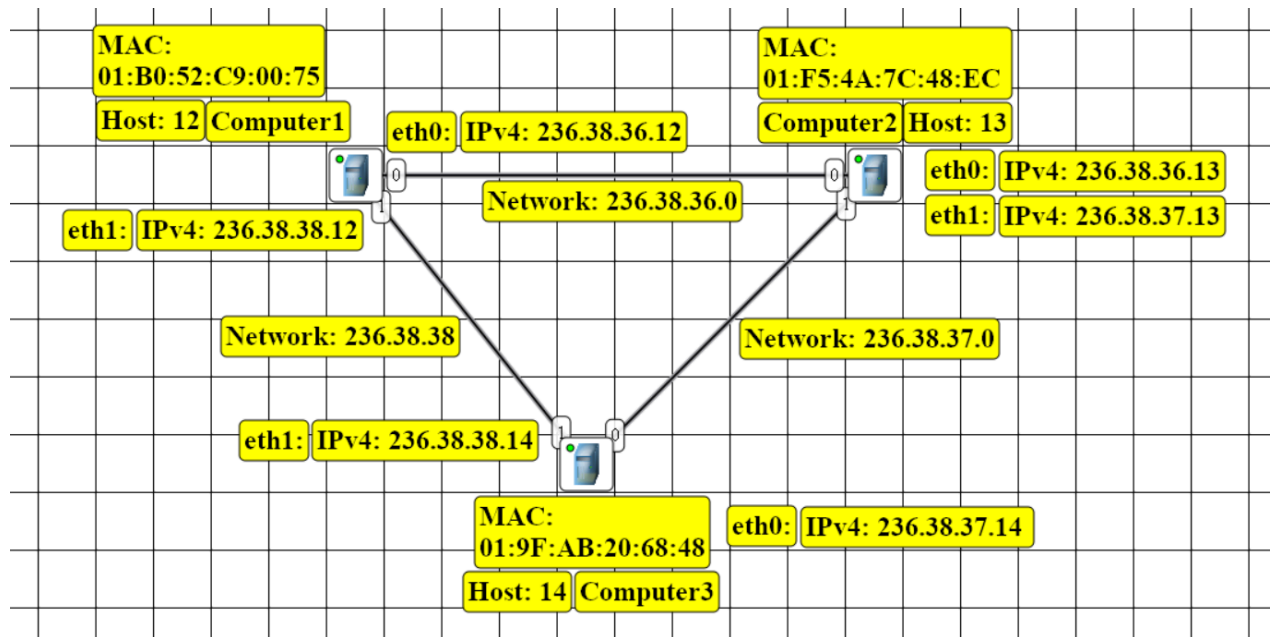 MAC:
01:B0:52:C9:00:75
Host: 12 Computer1
MAC:
01:F5:4A:7C:48:EC
Computer2 Host: 13
eth0: IPv4: 236.38.36.12
0
0
eth0: IPv4: 236.38.36.13
Network: 236.38.36.0
1
1
eth1: IPv4: 236.38.37.13
eth1: IPv4: 236.38.38.12
Network: 236.38.38
Network: 236.38.37.0
eth1: IPv4: 236.38.38.14
1
0
MAC:
01:9F:AB:20:68:48
eth0: IPv4: 236.38.37.14
Host: 14 Computer3